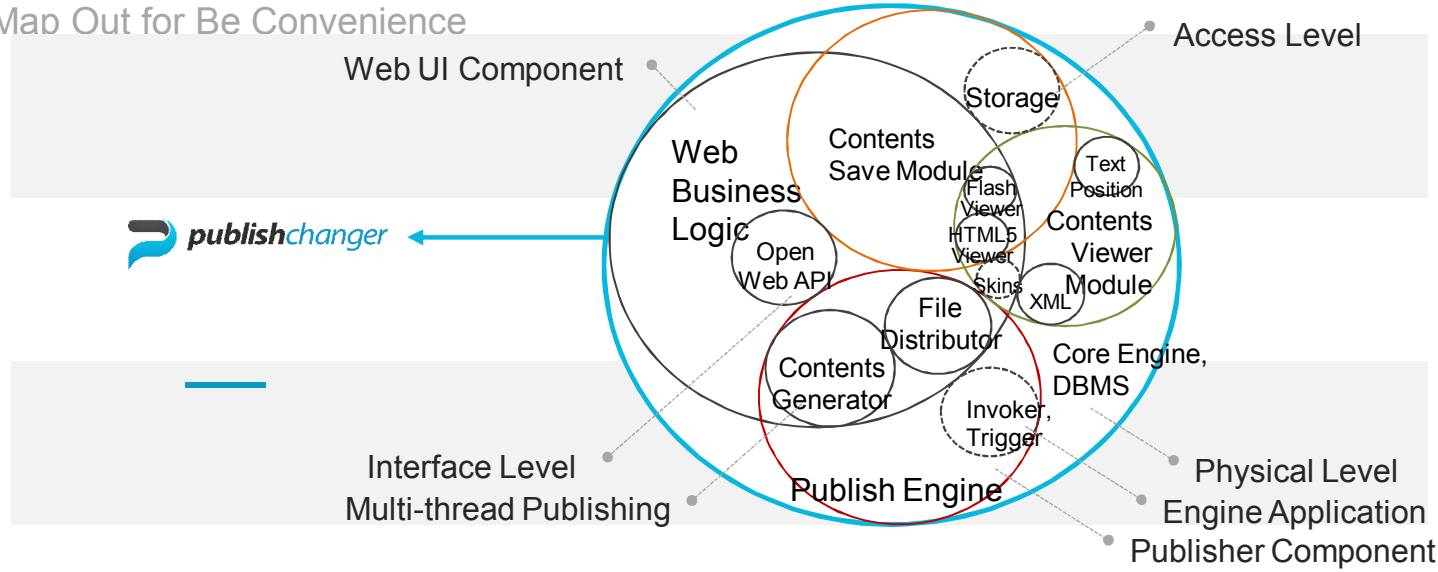 Map Out for Be Convenience
Web UI Component
Access Level
Storage
Contents
Save Module
Web
Business
Logic
Text
Position
Flash
Viewer
HTML5
Viewer
Contents
Viewer
Module
Skins
XML
publishchanger
Open
Web API
File
Distributor
Contents
Generator
Core Engine,
DBMS
Invoker,
Trigger
Publish Engine
Interface Level
Multi-thread Publishing
Physical Level
Engine Application
Publisher Component